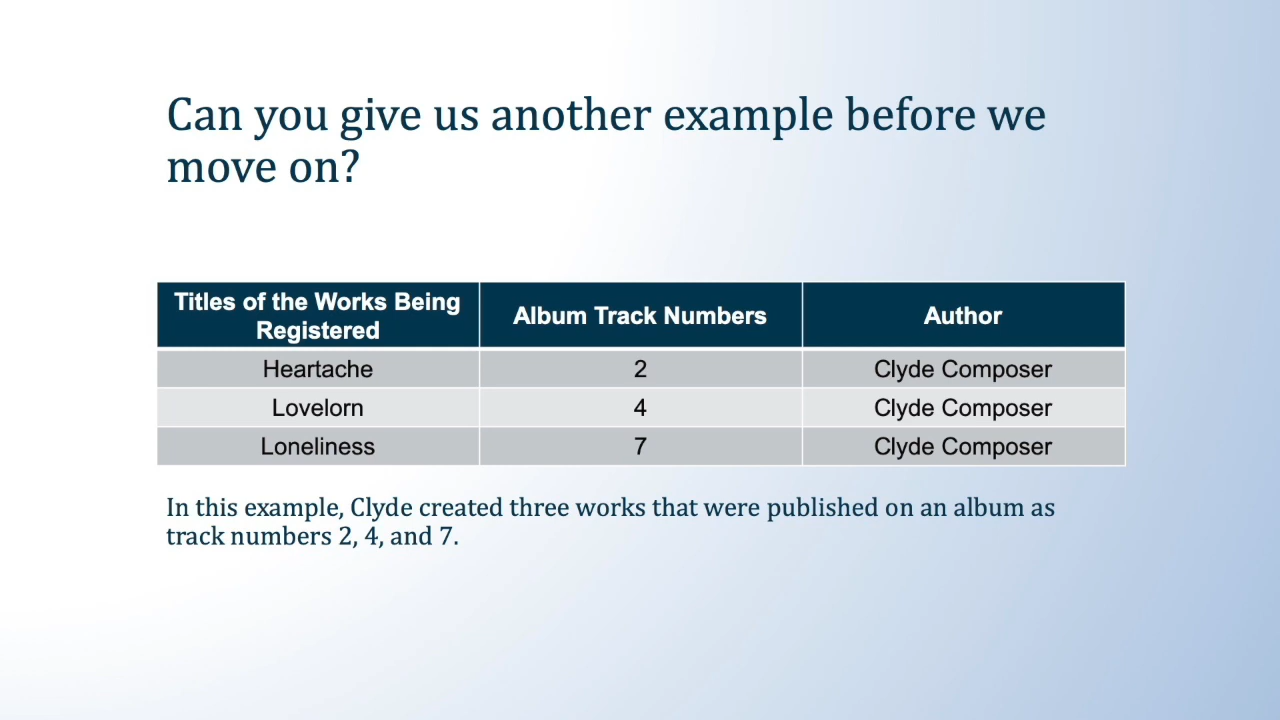 Can you give us another example before we
move on?
Titles of the Works Being
Registered
Album Track Numbers
Author
Heartache 2 Clyde Composer
Lovelorn 4 Clyde Composer
Loneliness 7 Clyde Composer
In this example, Clyde created three works that were published on an album as
track numbers 2, 4, and 7.